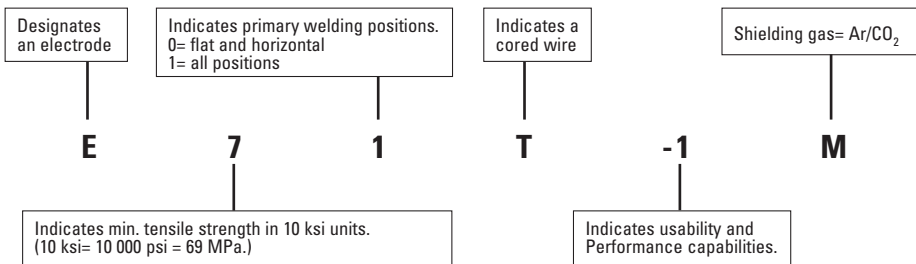 Designates
an electrode
Indicates primary welding positions.
0= flat and horizontal
1= all positions
Indicates a
cored wire
Shielding gas= Ar/CO₂
E 7 1 T -1 M
Indicates min. tensile strength in 10 ksi units.
(10 ksi= 10 000 psi = 69 MPa.)
Indicates usability and
Performance capabilities.